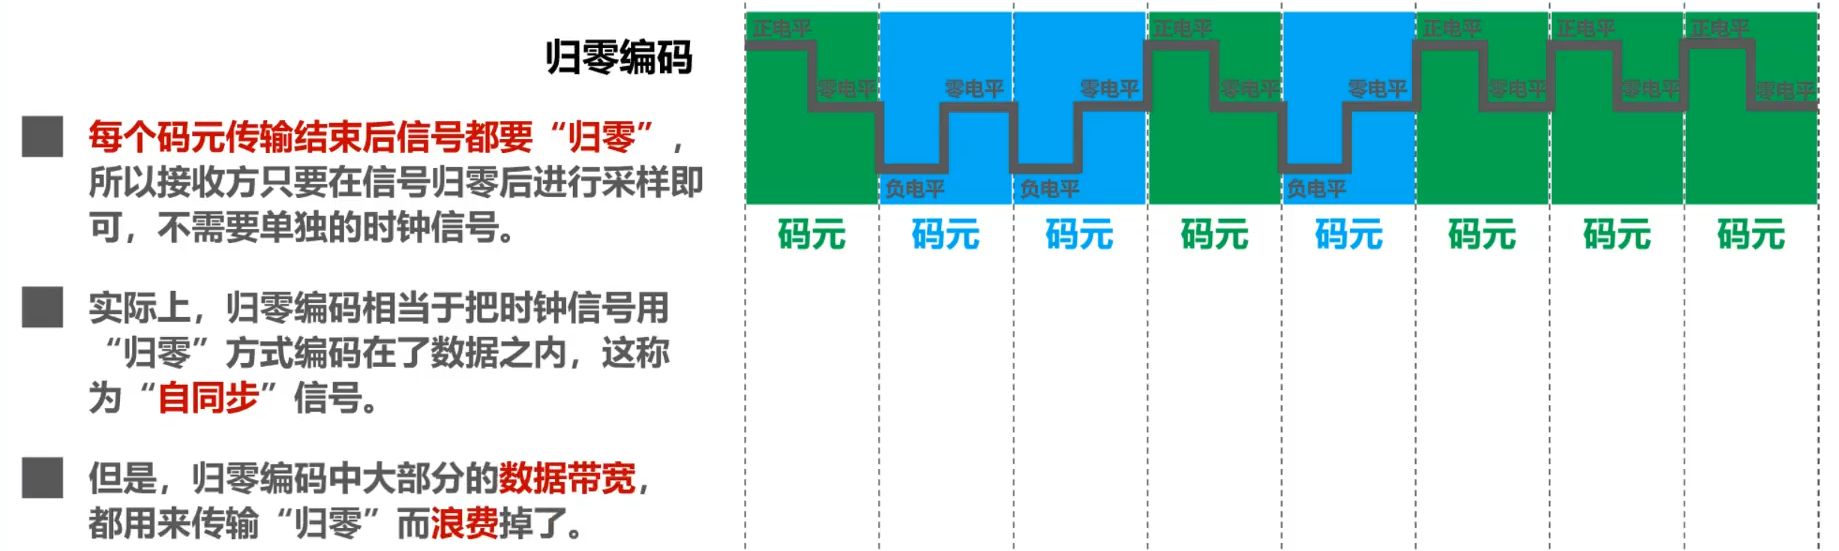 归零编码
每个码元传输结束后信号都要“归零”，
所以接收方只要在信号归零后进行采样即
可，不需要单独的时钟信号。
实际上，归零编码相当于把时钟信号用
“归零”方式编码在了数据之内，这称
为“自同步”信号。
但是，归零编码中大部分的数据带宽，
都用来传输“归零”而浪费掉了。
正电平 正电平 正电平 正电平 正电平
零电平 零电平 零电平 零电平 零电平 零电平 零电平 零电平
负电平 负电平 负电平
码元 码元 码元 码元 码元 码元 码元 码元